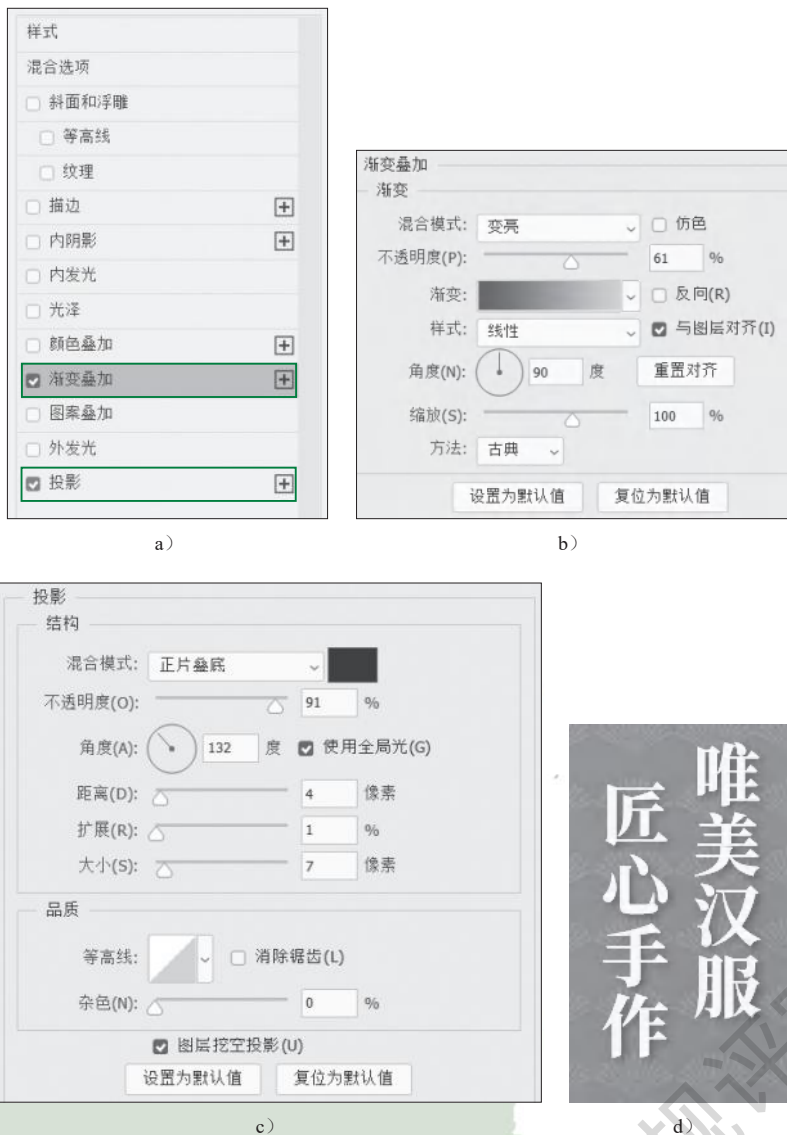 样式
混合选项
斜面和浮雕
等高线
纹理
描边
内阴影
内发光
光泽
颜色叠加
渐变叠加
图案叠加
外发光
投影
a）
渐变叠加
渐变
混合模式: 变亮 仿色
不透明度(P): 61 %
渐变: 反向(R)
样式: 线性 与图层对齐(I)
角度(N): 90 度 重置对齐
缩放(S): 100 %
方法: 古典
设置为默认值 复位为默认值
b）
投影
结构
混合模式: 正片叠底
不透明度(O): 91 %
角度(A): 132 度 使用全局光(G)
距离(D): 4 像素
扩展(R): 1 %
大小(S): 7 像素
品质
等高线: 消除锯齿(L)
杂色(N): 0 %
图层挖空投影(U)
设置为默认值 复位为默认值
c）
唯美汉服
匠心手作
d）